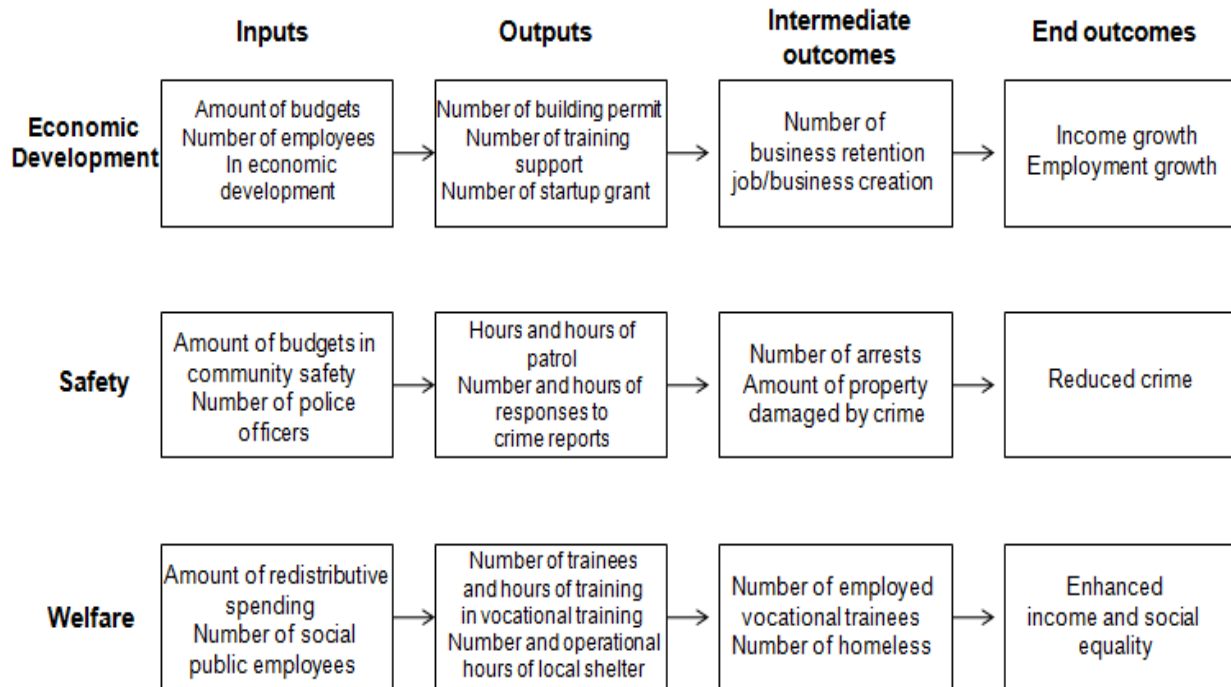 Inputs
Outputs
Intermediate
outcomes
End outcomes
Economic
Development
Amount of budgets
Number of employees
In economic
development
Number of building permit
Number of training
support
Number of startup grant
Number of
business retention
job/business creation
Income growth
Employment growth
Safety
Amount of budgets in
community safety
Number of police
officers
Hours and hours of
patrol
Number and hours of
responses to
crime reports
Number of arrests
Amount of property
damaged by crime
Reduced crime
Welfare
Amount of redistributive
spending
Number of social
public employees
Number of trainees
and hours of training
in vocational training
Number and operational
hours of local shelter
Number of employed
vocational trainees
Number of homeless
Enhanced
income and social
equality